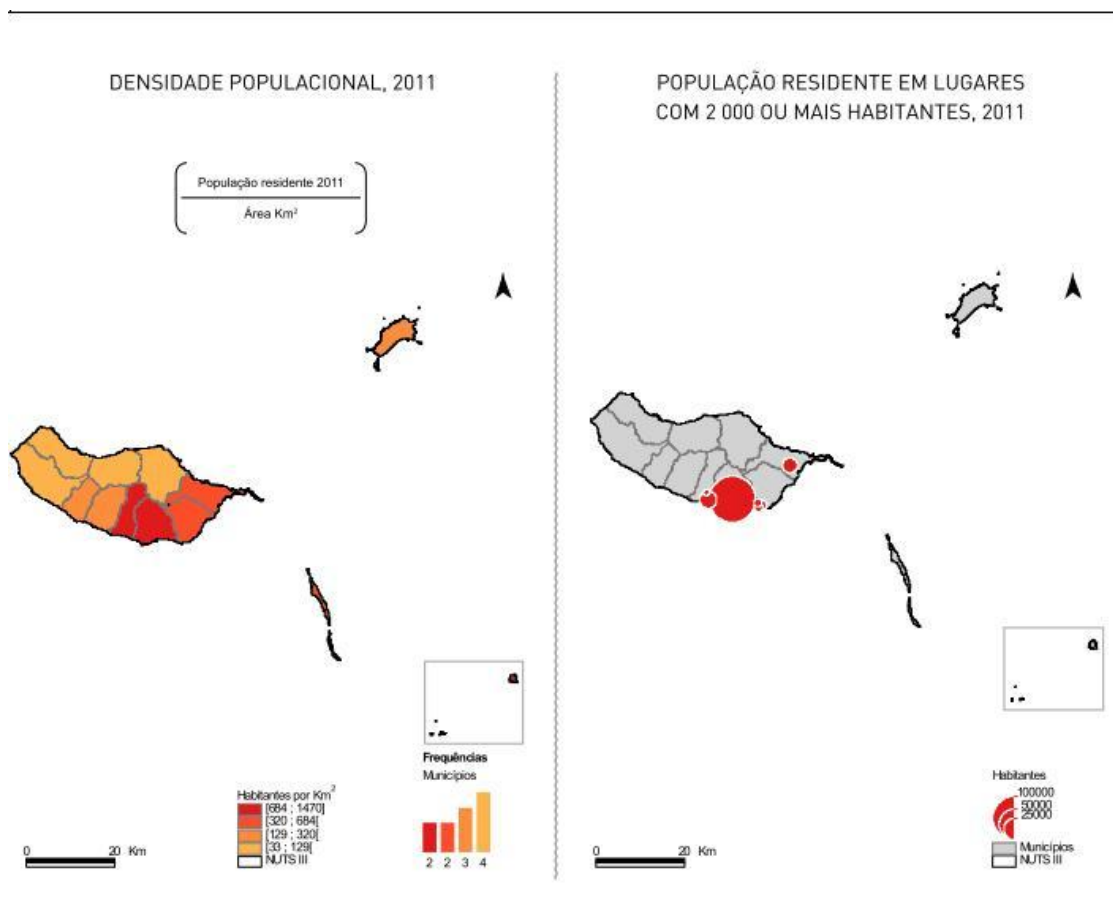 DENSIDADE POPULACIONAL, 2011
População residente 2011
Área Km²
Frequências
Municípios
2 2 3 4
Habitantes por Km²
[684 ; 1470]
[320 ; 684[
[129 ; 320[
[33 ; 129[
NUTS III
0 20 Km
POPULAÇÃO RESIDENTE EM LUGARES
COM 2 000 OU MAIS HABITANTES, 2011
Habitantes
100000
50000
25000
Municípios
NUTS III
0 20 Km